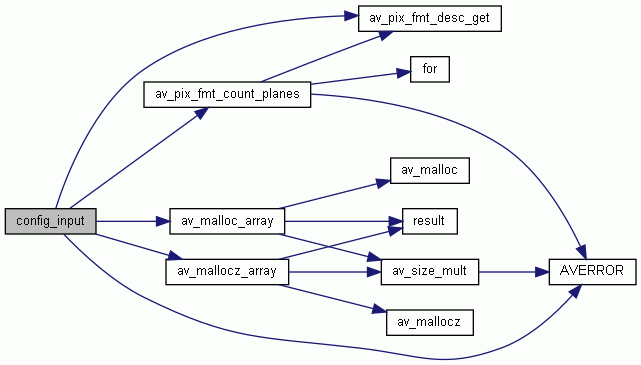 av_pix_fmt_desc_get
for
av_pix_fmt_count_planes
av_malloc
config_input
av_malloc_array
result
av_mallocz_array
av_size_mult
AVERROR
av_mallocz